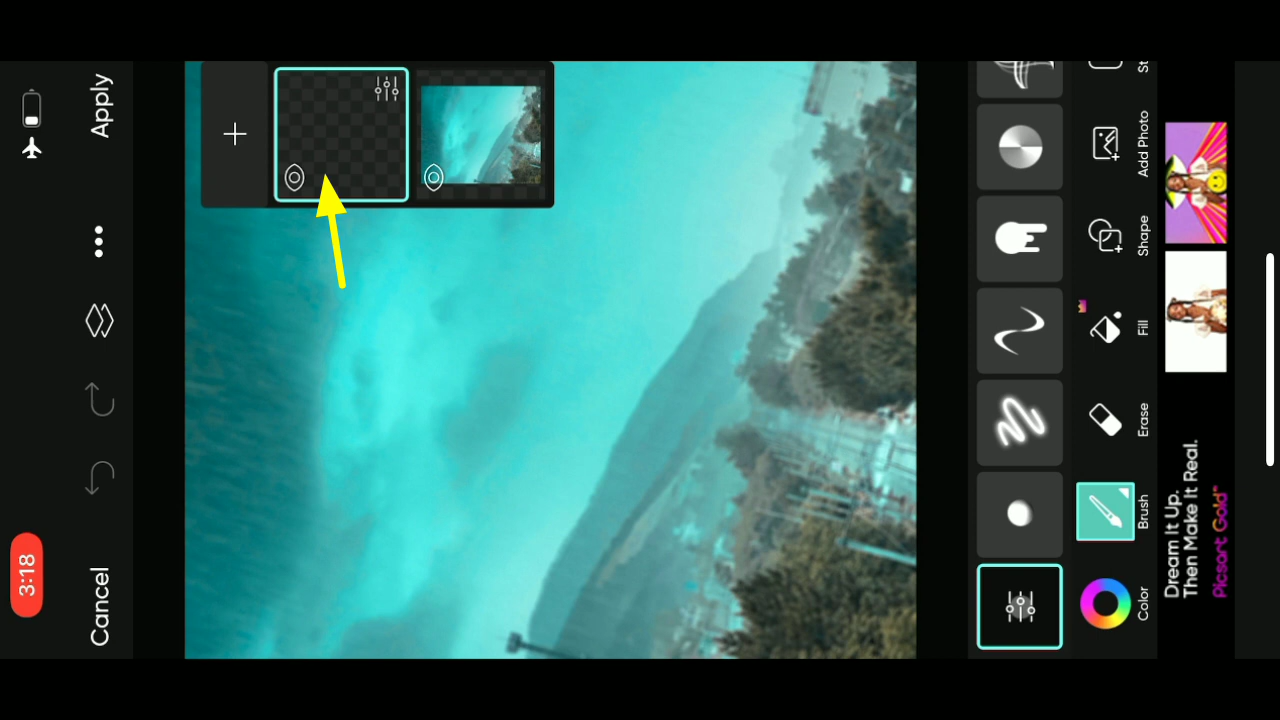 3:18
Cancel
Apply
Color
Brush
Erase
Fill
Shape
Add Photo
St
Dream It Up.
Then Make It Real.
Picsart Gold